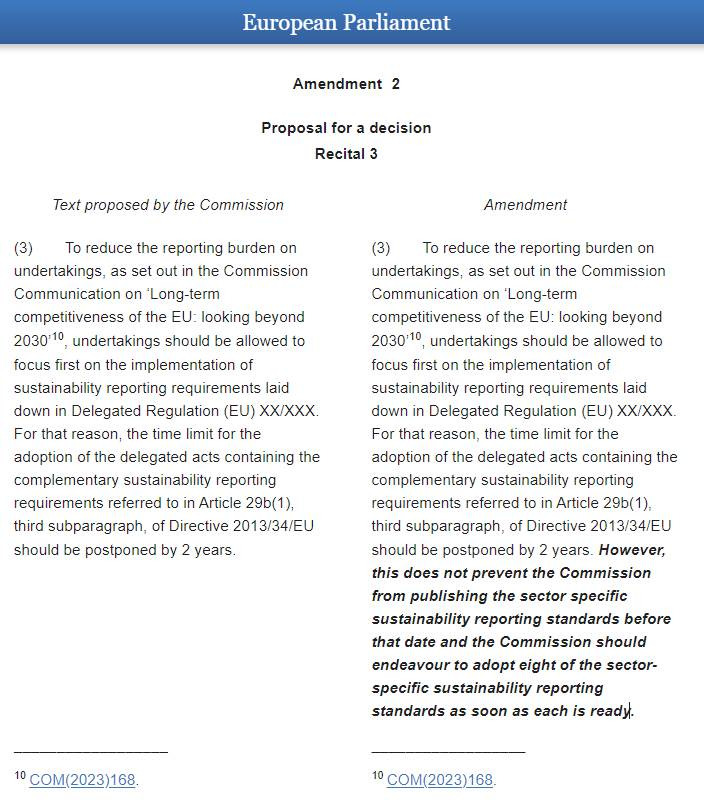 European Parliament
Amendment 2
Proposal for a decision
Recital 3
Text proposed by the Commission
(3) To reduce the reporting burden on
undertakings, as set out in the Commission
Communication on ‘Long-term
competitiveness of the EU: looking beyond
2030’10, undertakings should be allowed to
focus first on the implementation of
sustainability reporting requirements laid
down in Delegated Regulation (EU) XX/XXX.
For that reason, the time limit for the
adoption of the delegated acts containing the
complementary sustainability reporting
requirements referred to in Article 29b(1),
third subparagraph, of Directive 2013/34/EU
should be postponed by 2 years.
__________________
10 COM(2023)168.
Amendment
(3) To reduce the reporting burden on
undertakings, as set out in the Commission
Communication on ‘Long-term
competitiveness of the EU: looking beyond
2030’10, undertakings should be allowed to
focus first on the implementation of
sustainability reporting requirements laid
down in Delegated Regulation (EU) XX/XXX.
For that reason, the time limit for the
adoption of the delegated acts containing the
complementary sustainability reporting
requirements referred to in Article 29b(1),
third subparagraph, of Directive 2013/34/EU
should be postponed by 2 years. However,
this does not prevent the Commission
from publishing the sector specific
sustainability reporting standards before
that date and the Commission should
endeavour to adopt eight of the sector-
specific sustainability reporting
standards as soon as each is ready.
__________________
10 COM(2023)168.